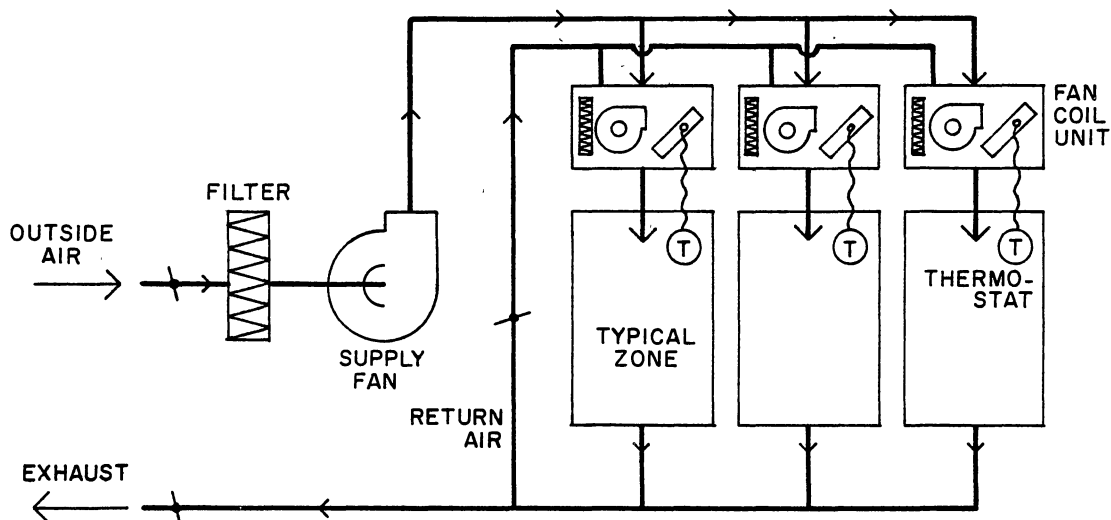 FAN
COIL
UNIT
FILTER
OUTSIDE
AIR
T
T
T
THERMO-
STAT
TYPICAL
ZONE
SUPPLY
FAN
RETURN
AIR
EXHAUST